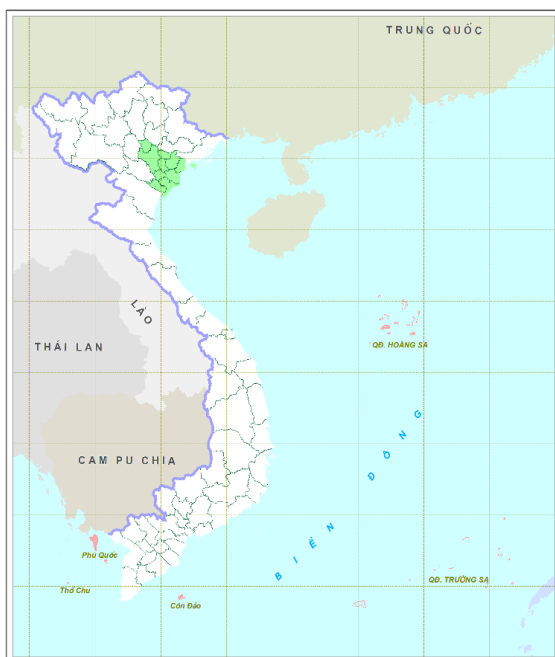 TRUNG QUỐC
LÀO
THÁI LAN
QĐ. HOÀNG SA
CAM PU CHIA
BIỂN ĐÔNG
Phú Quốc
QĐ. TRƯỜNG SA
Thổ Chu
Côn Đảo